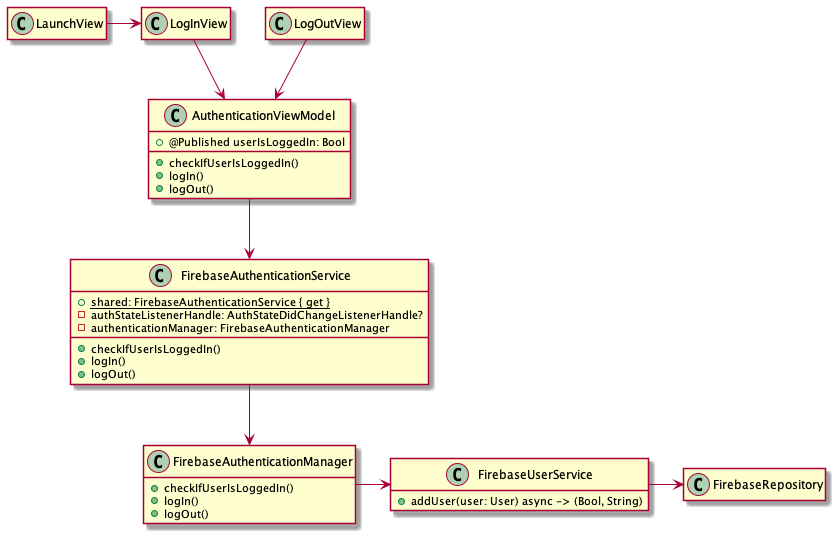 C LaunchView
C LogInView
C LogOutView
C AuthenticationViewModel
@Published userIsLoggedIn: Bool
checkIfUserIsLoggedIn()
logIn()
logOut()
C FirebaseAuthenticationService
shared: FirebaseAuthenticationService { get }
authStateListenerHandle: AuthStateDidChangeListenerHandle?
authenticationManager: FirebaseAuthenticationManager
checkIfUserIsLoggedIn()
logIn()
logOut()
C FirebaseAuthenticationManager
checkIfUserIsLoggedIn()
logIn()
logOut()
C FirebaseUserService
addUser(user: User) async -> (Bool, String)
C FirebaseRepository